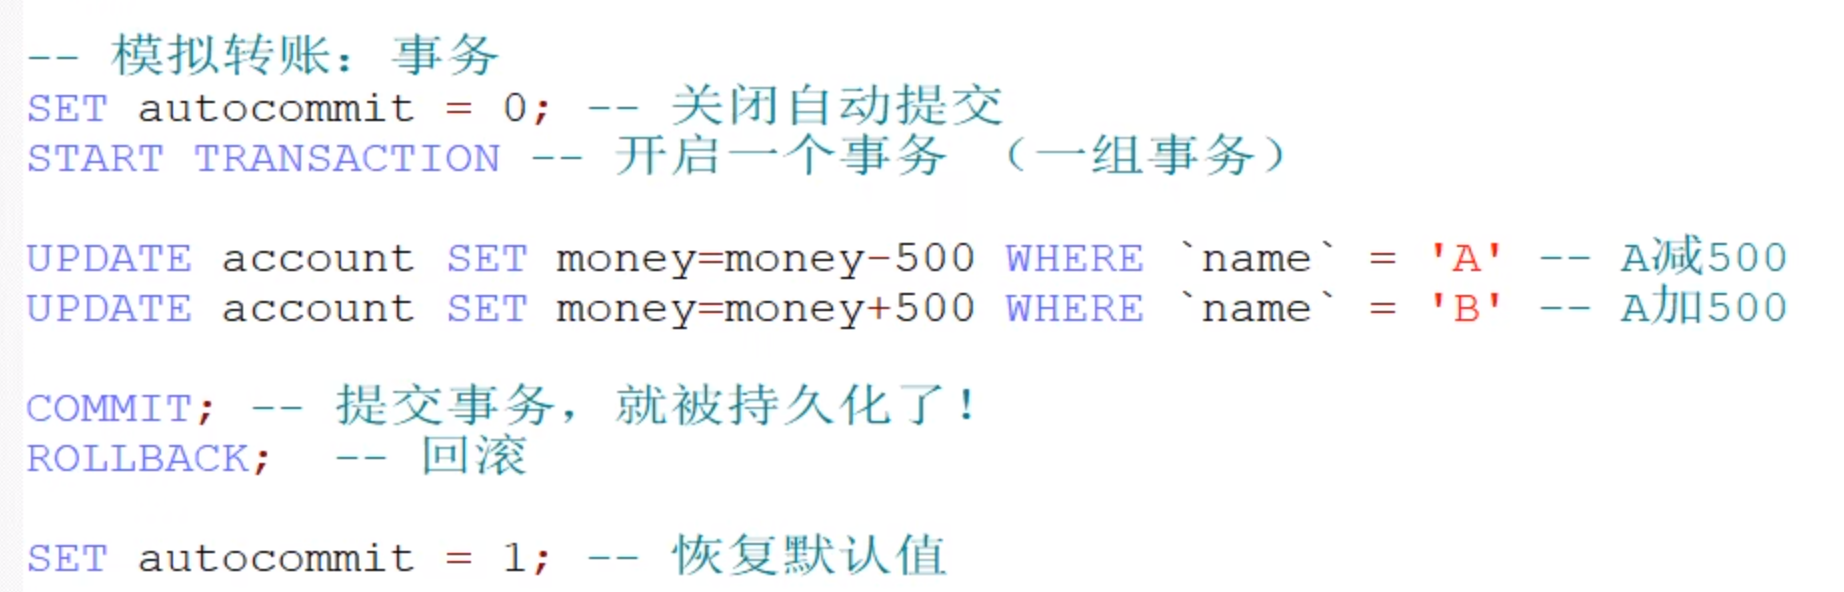 -- 模拟转账：事务
SET autocommit = 0; -- 关闭自动提交
START TRANSACTION -- 开启一个事务 （一组事务）
UPDATE account SET money=money-500 WHERE `name` = 'A' -- A减500
UPDATE account SET money=money+500 WHERE `name` = 'B' -- A加500
COMMIT; -- 提交事务，就被持久化了！
ROLLBACK;  -- 回滚
SET autocommit = 1; -- 恢复默认值